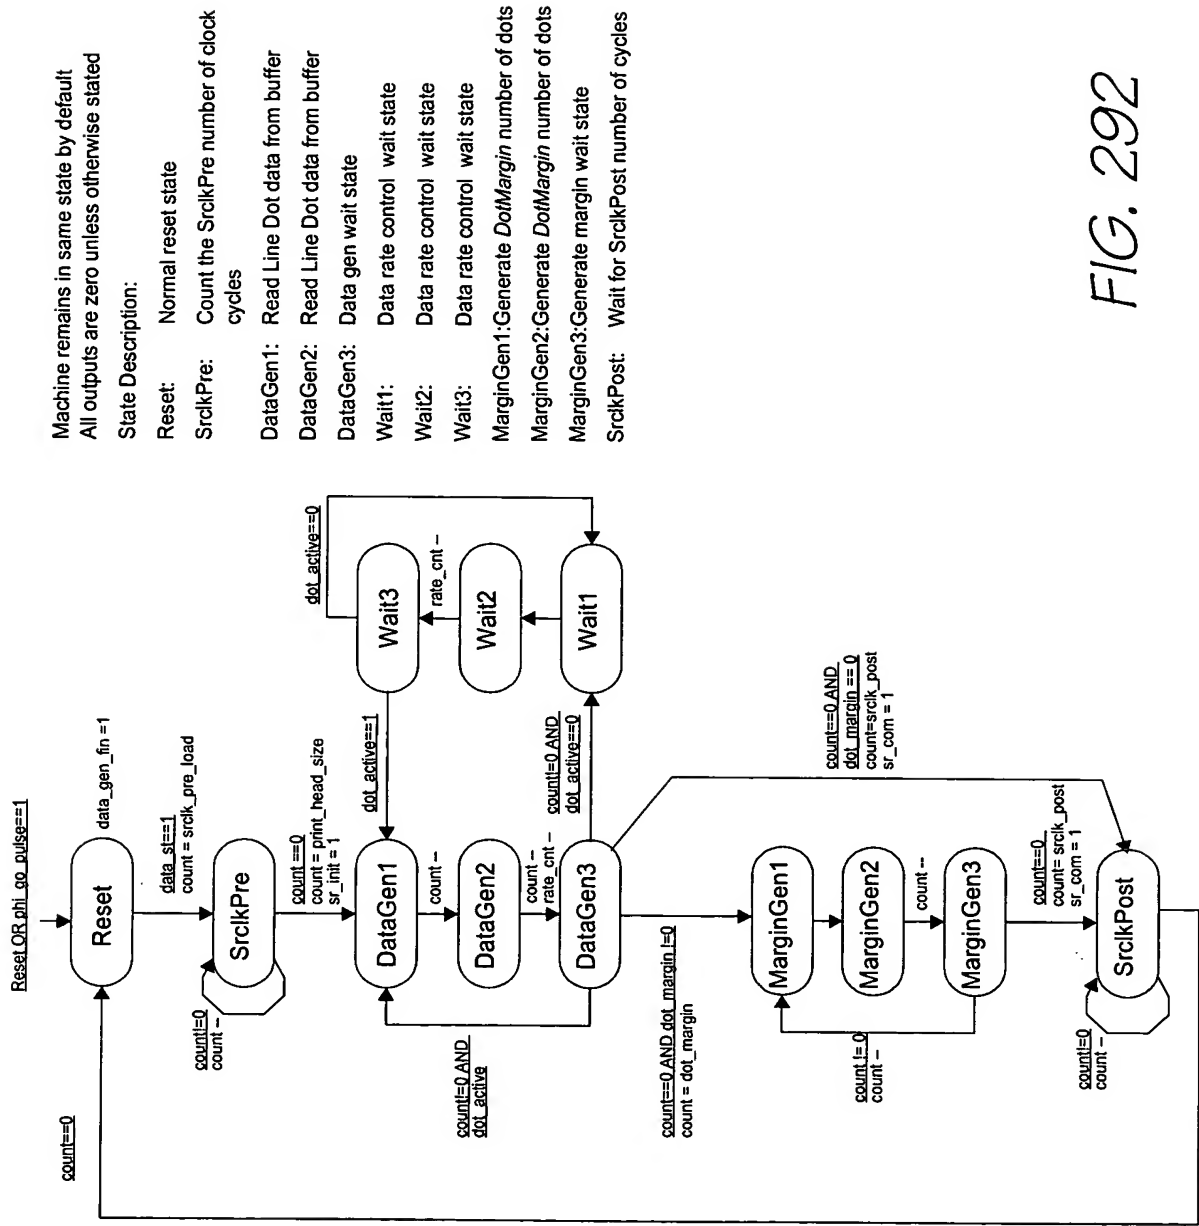 Machine remains in same state by default
All outputs are zero unless otherwise stated
State Description:
Reset: Normal reset state
SrclkPre: Count the SrclkPre number of clock
cycles
DataGen1: Read Line Dot data from buffer
DataGen2: Read Line Dot data from buffer
DataGen3: Data gen wait state
Wait1: Data rate control wait state
Wait2: Data rate control wait state
Wait3: Data rate control wait state
MarginGen1:Generate DotMargin number of dots
MarginGen2:Generate DotMargin number of dots
MarginGen3:Generate margin wait state
SrclkPost: Wait for SrclkPost number of cycles
Reset OR phi_go_pulse==1
Reset
data_gen_fin =1
count==0
data_st==1
count = srclk_pre_load
SrclkPre
count!=0
count --
count ==0
count = print_head_size
sr_init = 1
DataGen1
count --
DataGen2
count --
rate_cnt --
DataGen3
count!=0 AND
dot_active
dot_active==1
Wait3
dot_active==0
rate_cnt --
Wait2
Wait1
count!=0 AND
dot_active==0
count==0 AND dot_margin !=0
count = dot_margin
count==0 AND
dot_margin == 0
count=srclk_post
sr_com = 1
MarginGen1
MarginGen2
count --
MarginGen3
count != 0
count --
count==0
count= srclk_post
sr_com = 1
SrclkPost
count!=0
count --
FIG. 292